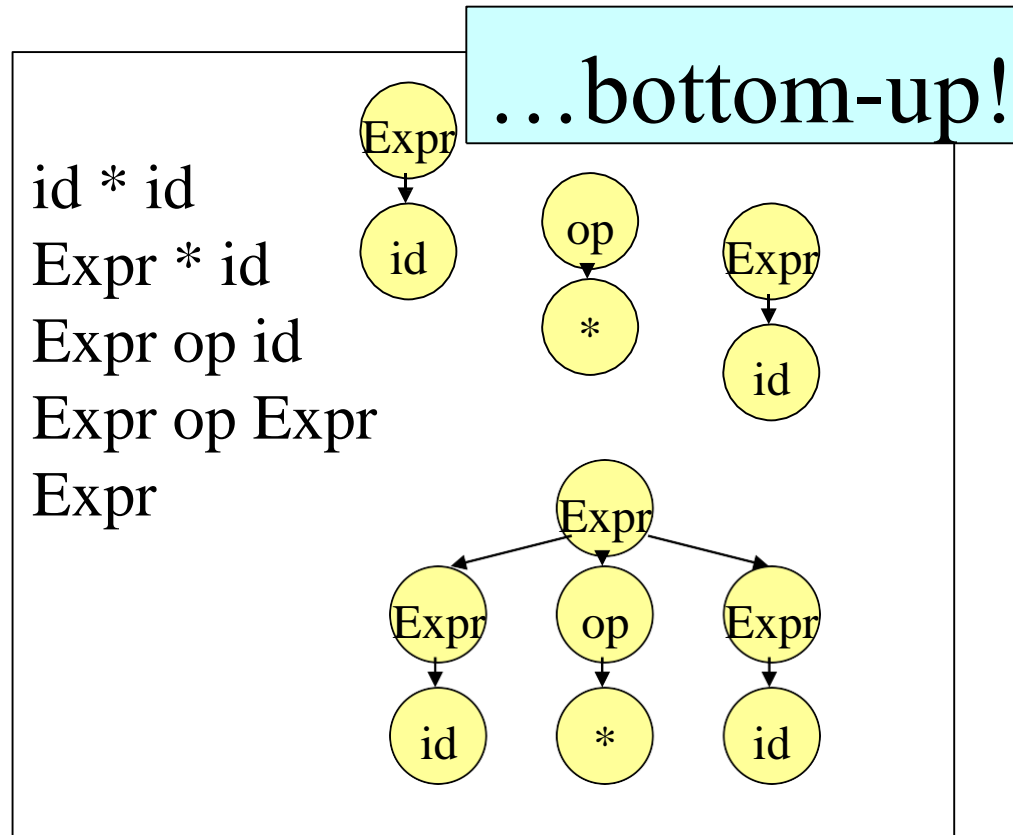 …bottom-up!
id * id
Expr * id
Expr op id
Expr op Expr
Expr
Expr
id
op
*
Expr
id
Expr
Expr op Expr
id * id